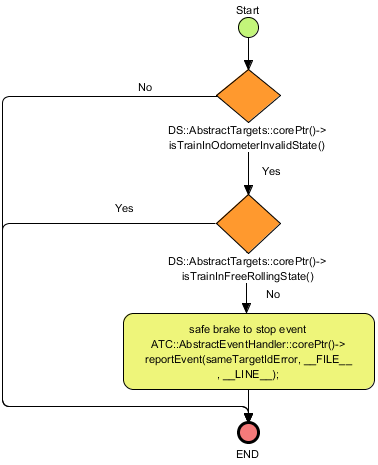 Start
No
DS::AbstractTargets::corePtr()->
isTrainInOdometerInvalidState()
Yes
Yes
DS::AbstractTargets::corePtr()->
isTrainInFreeRollingState()
No
safe brake to stop event
ATC::AbstractEventHandler::corePtr()->
reportEvent(sameTargetIdError, __FILE__
, __LINE__);
END